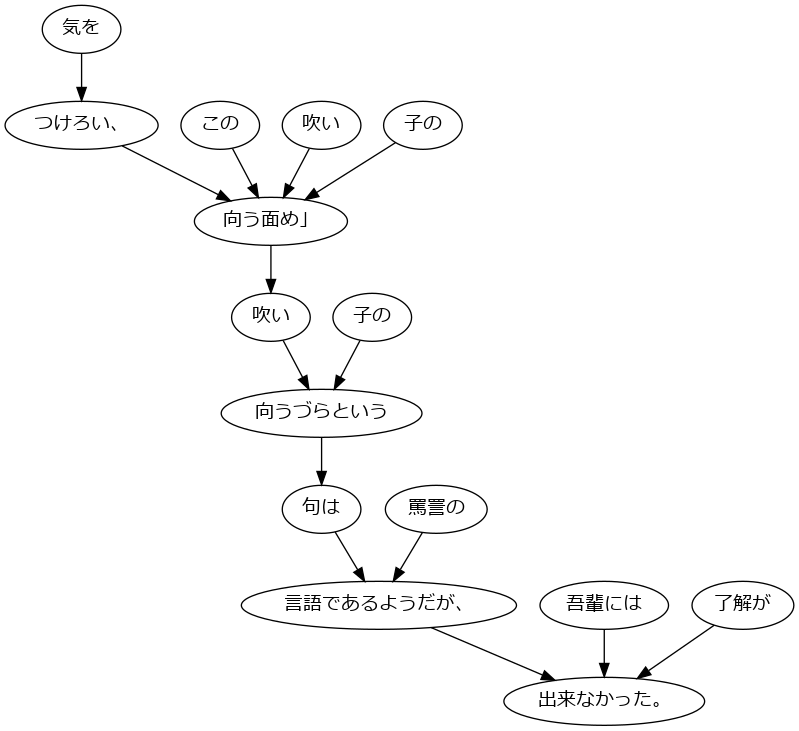 気を
つけろい、 この 吹い 子の
向う面め」
吹い 子の
向うづらという
句は 罵詈の
言語であるようだが、 吾輩には 了解が
出来なかった。